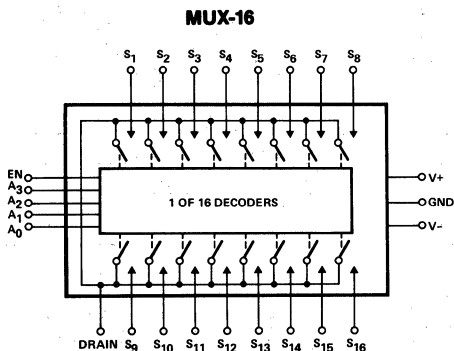 MUX-16
S1 S2 S3 S4 S5 S6 S7 S8
EN
A3
A2
A1
A0
1 OF 16 DECODERS
V+
GND
V-
DRAIN S9 S10 S11 S12 S13 S14 S15 S16